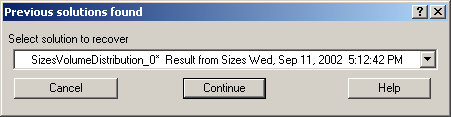 Previous solutions found
Select solution to recover
SizesVolumeDistribution_0* Result from Sizes Wed, Sep 11, 2002 5:12:42 PM
Cancel Continue Help